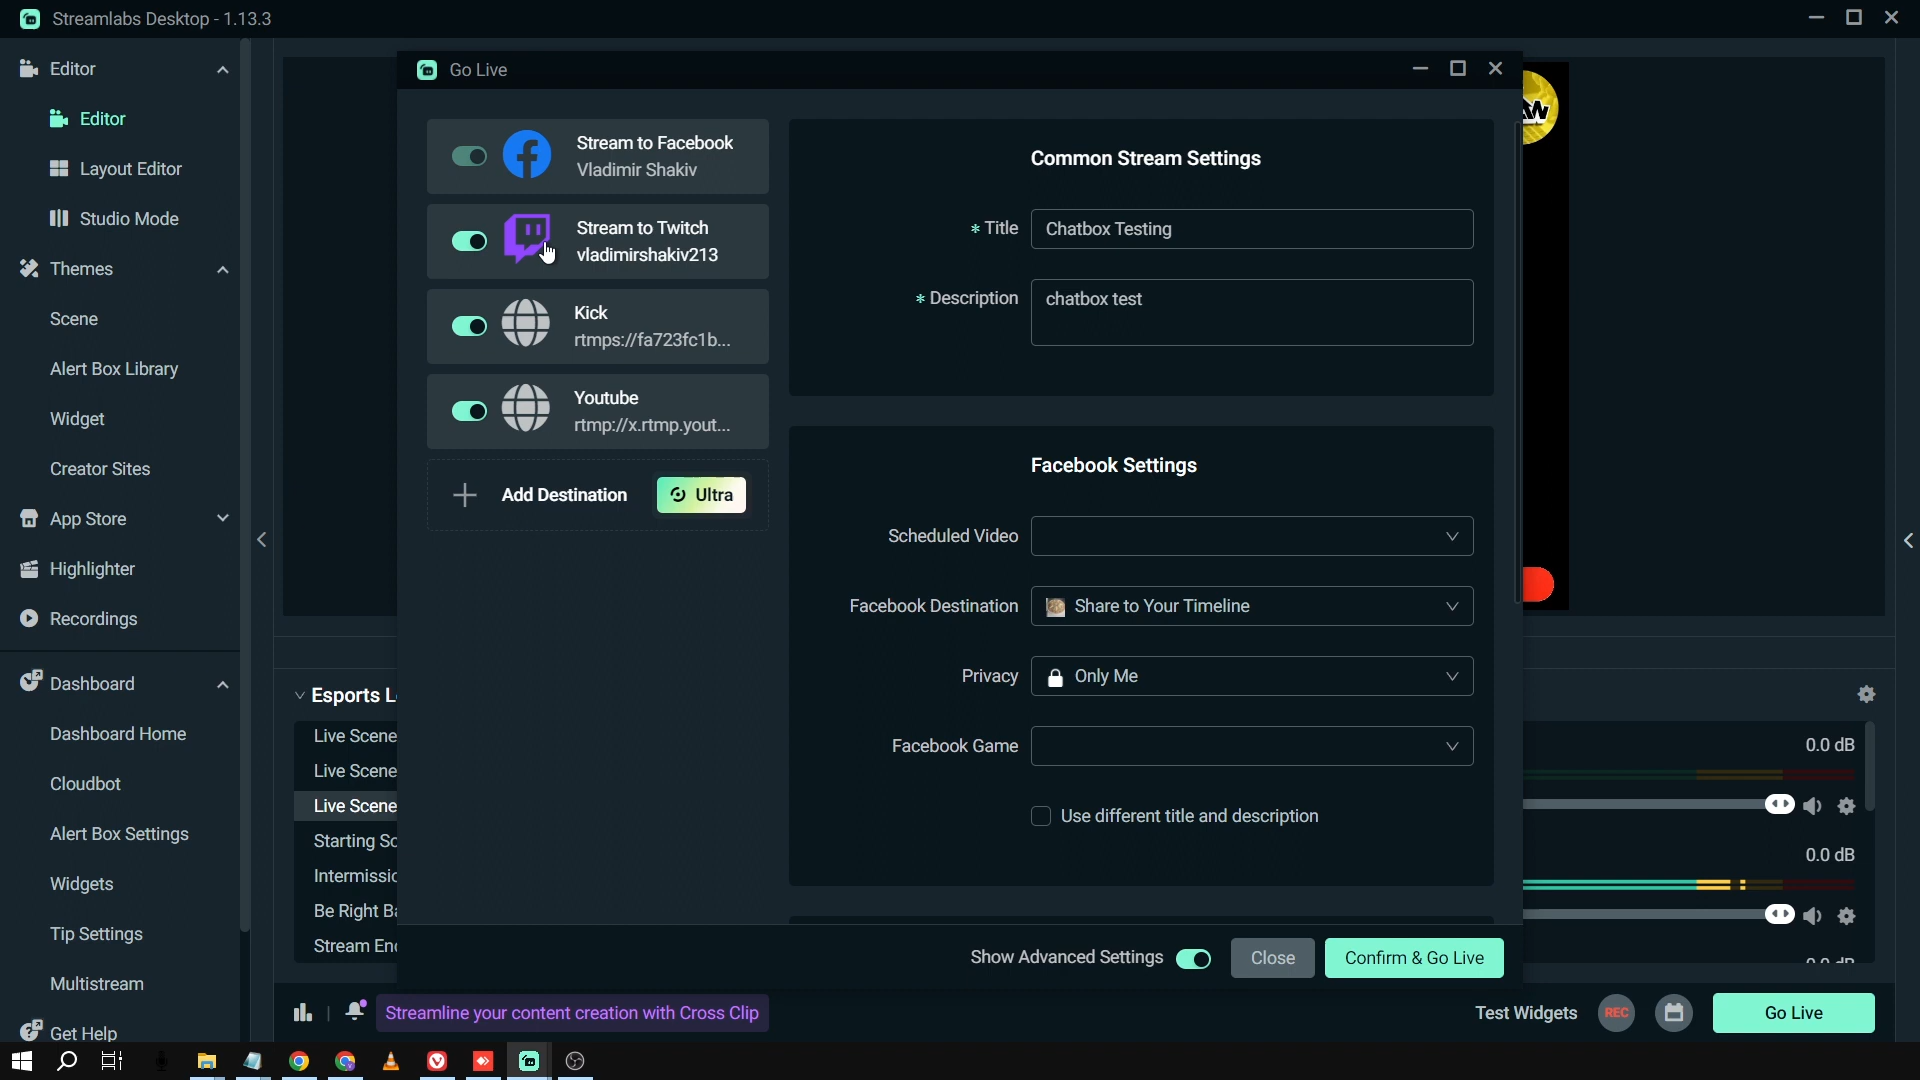 Streamlabs Desktop - 1.13.3
Editor
Editor
Layout Editor
Studio Mode
Themes
Scene
Alert Box Library
Widget
Creator Sites
App Store
Highlighter
Recordings
Dashboard
Dashboard Home
Cloudbot
Alert Box Settings
Widgets
Tip Settings
Multistream
Get Help
Go Live
Stream to Facebook
Vladimir Shakiv
Stream to Twitch
vladimirshakiv213
Kick
rtmps://fa723fc1b...
Youtube
rtmp://x.rtmp.yout...
Add Destination
Ultra
Common Stream Settings
* Title
Chatbox Testing
* Description
chatbox test
Facebook Settings
Scheduled Video
Facebook Destination
Share to Your Timeline
Privacy
Only Me
Facebook Game
Use different title and description
Show Advanced Settings
Close
Confirm & Go Live
Esports L
Live Scene
Live Scene
Live Scene
Starting Sc
Intermissic
Be Right Ba
Stream En
0.0 dB
0.0 dB
Streamline your content creation with Cross Clip
Test Widgets
REC
Go Live